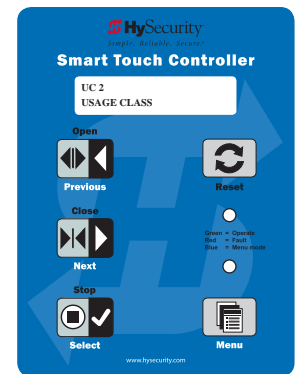 HySecurity
Simple. Reliable. Secure.
Smart Touch Controller
UC 2
USAGE CLASS
Open
Previous
Reset
Close
Next
Green = Operate
Red = Fault
Blue = Menu mode
Stop
Select
Menu
www.hysecurity.com